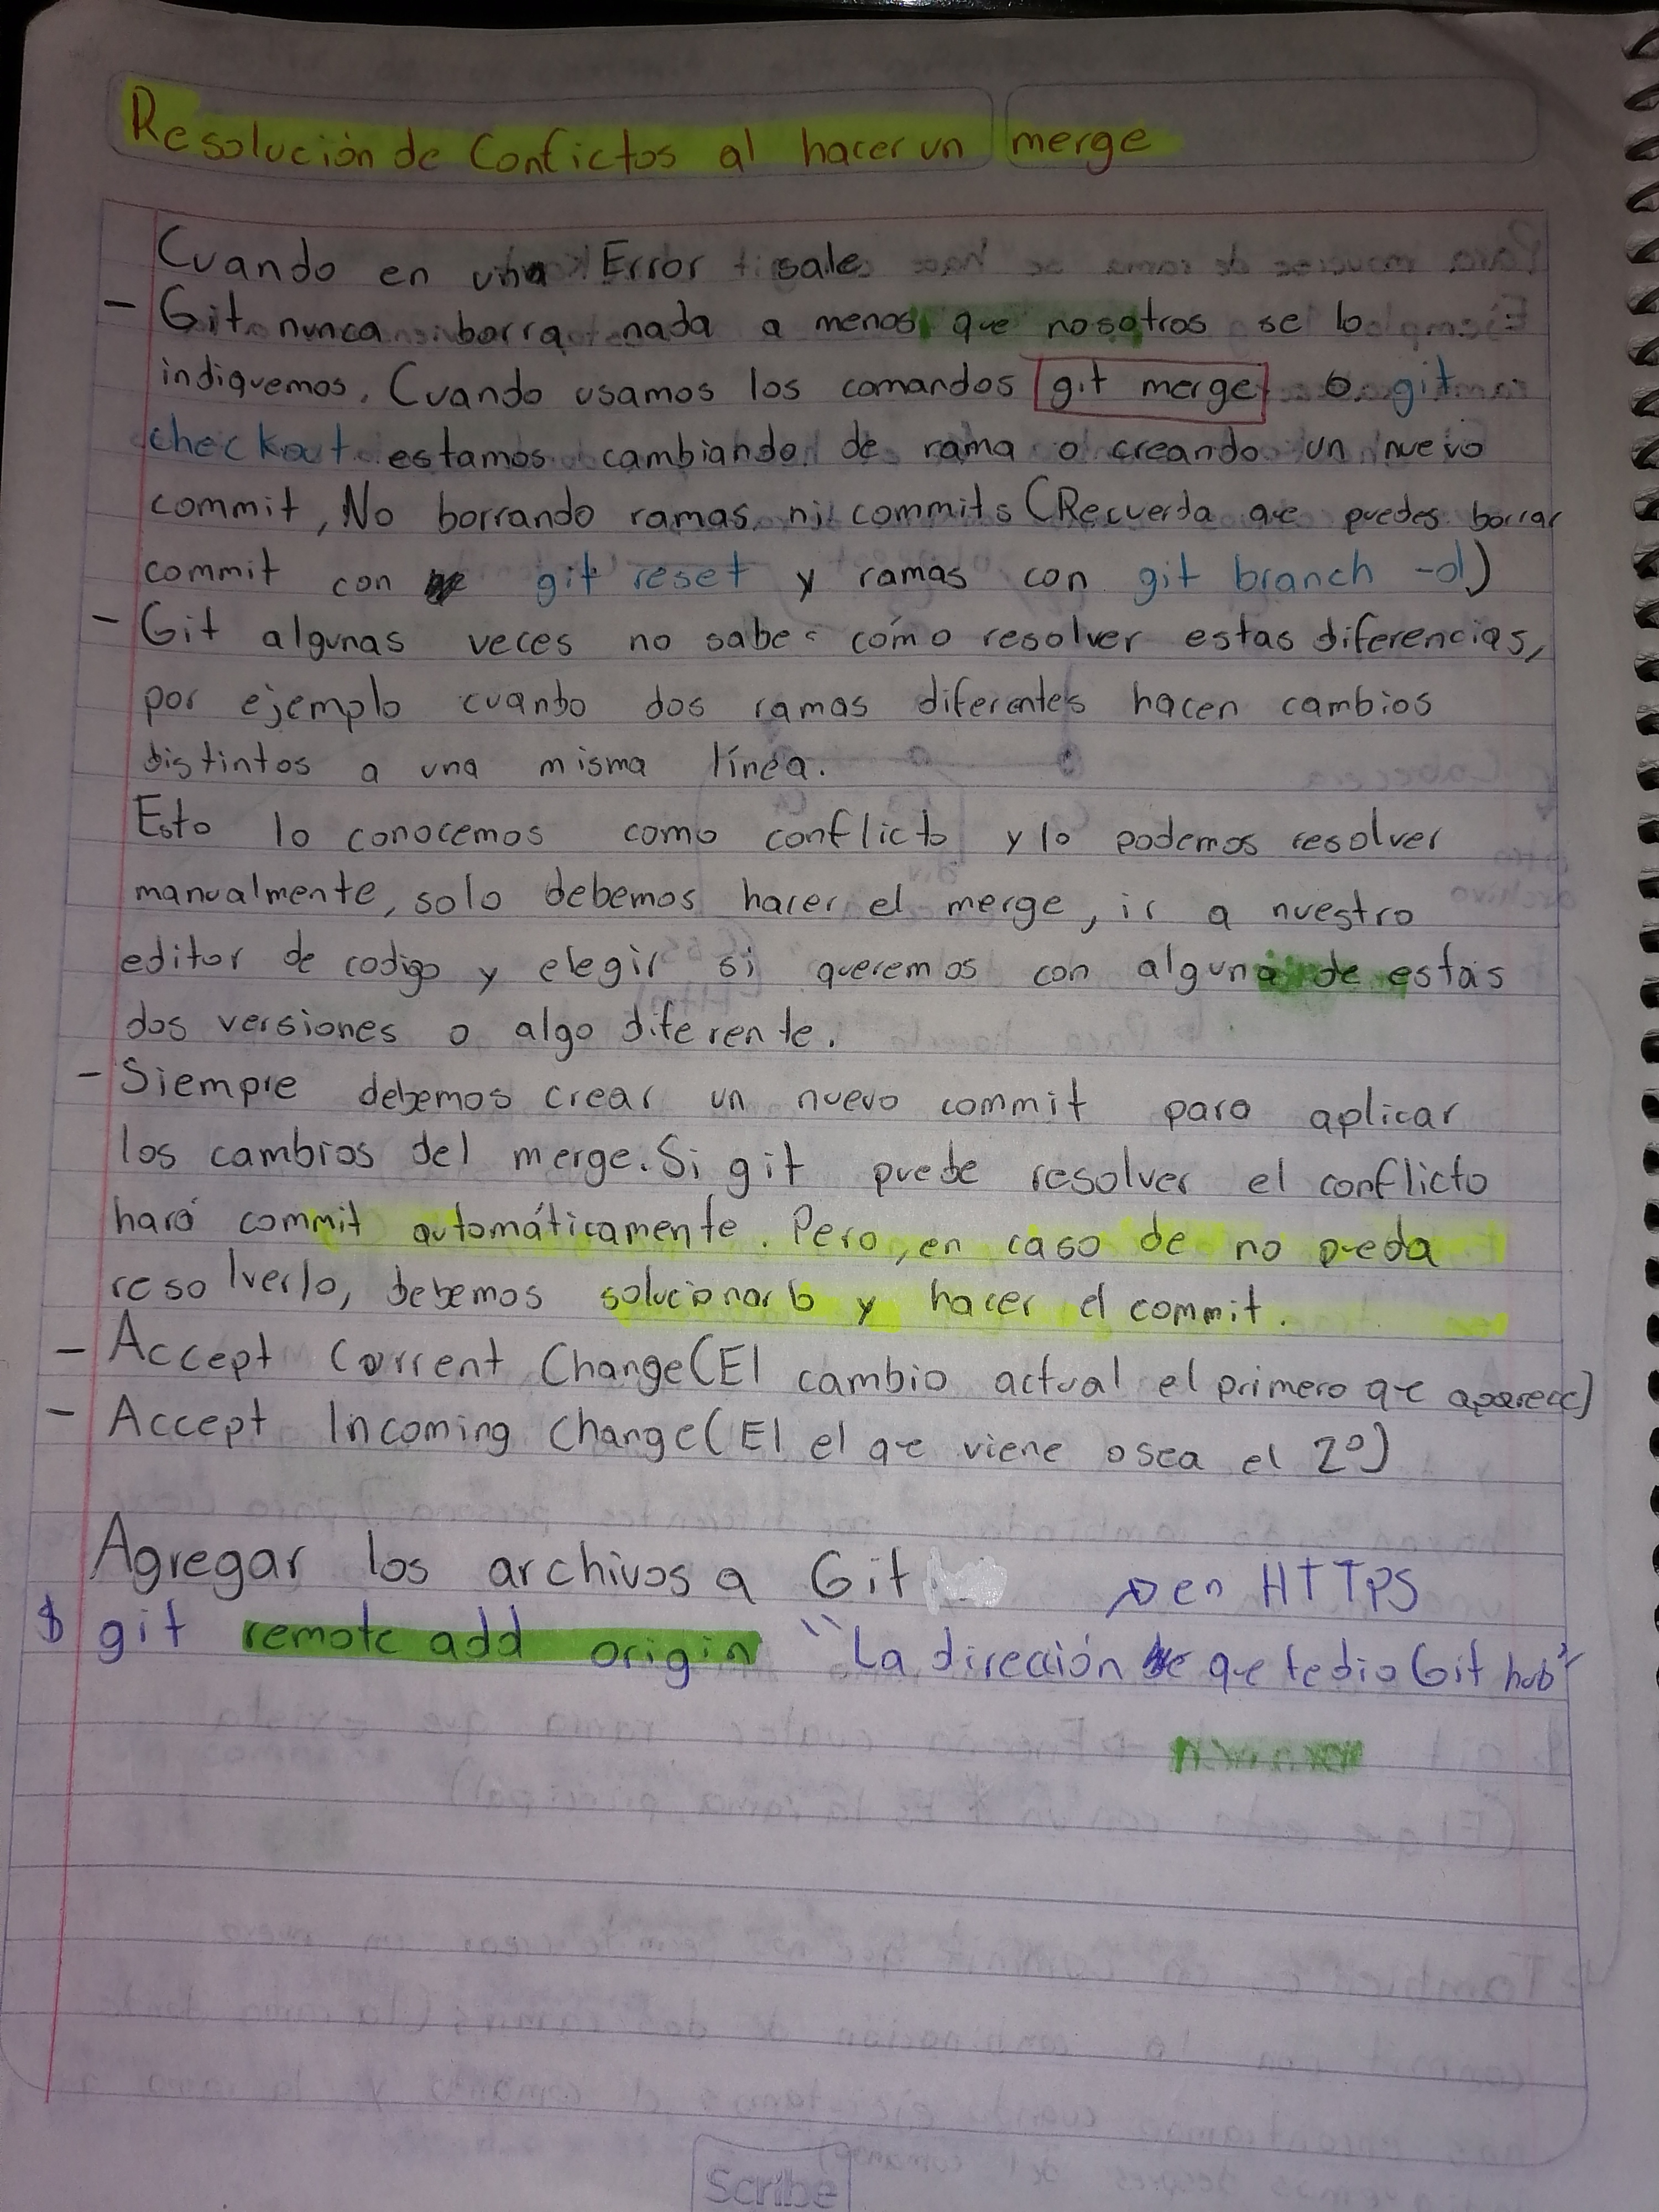 Resolución de Confictos al hacer un merge
Cuando en una Error sale
- Git nunca borra nada a menos que nosotros se lo
indiquemos. Cuando usamos los comandos git merge o git
checkout estamos cambiando de rama o creando un nuevo
commit, No borrando ramas ni commits (Recuerda que puedes borrar
commit con git reset y ramas con git branch -d)
- Git algunas veces no sabe cómo resolver estas diferencias,
por ejemplo cuando dos ramas diferentes hacen cambios
distintos a una misma línea.
Esto lo conocemos como conflicto y lo podemos resolver
manualmente, solo debemos hacer el merge, ir a nuestro
editor de codigo y elegir si queremos con alguna de estas
dos versiones o algo diferente.
- Siempre debemos crear un nuevo commit para aplicar
los cambios del merge. Si git puede resolver el conflicto
hará commit automáticamente. Pero, en caso de no pueda
resolverlo, debemos solucionarlo y hacer el commit.
- Accept Current Change (El cambio actual el primero que aparece)
- Accept Incoming Change (El el que viene osea el 2º)
Agregar los archivos a Git
en HTTPS
$ git remote add origin "La dirección que te dio Git hub"
Scribe